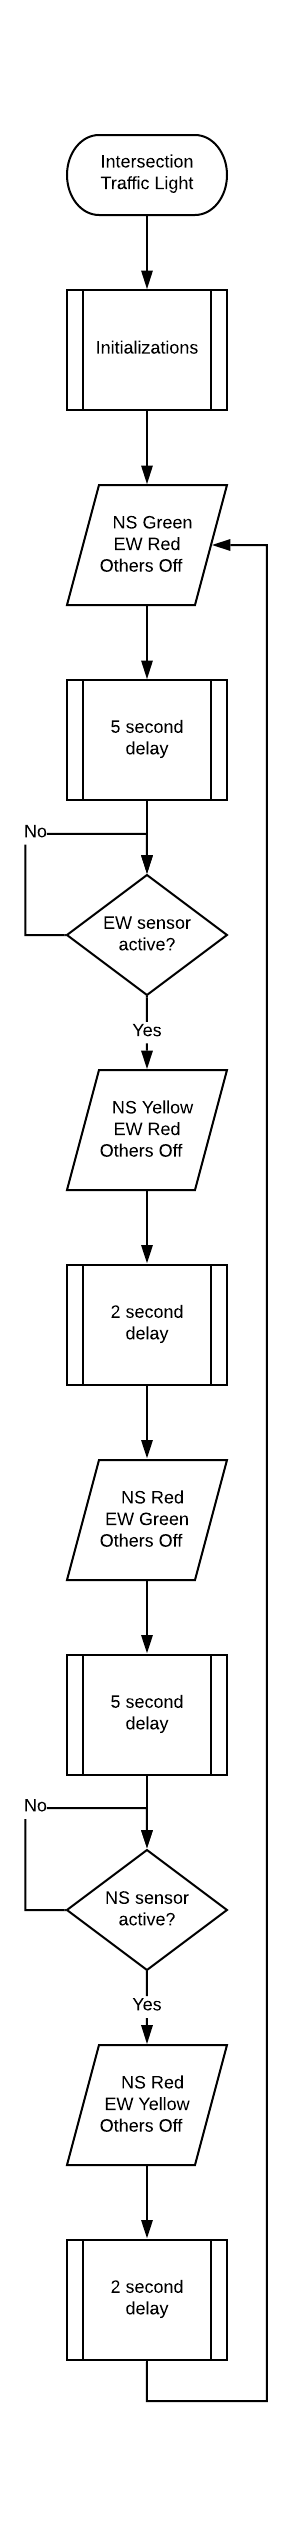 Intersection
Traffic Light
Initializations
NS Green
EW Red
Others Off
5 second
delay
No
EW sensor
active?
Yes
NS Yellow
EW Red
Others Off
2 second
delay
NS Red
EW Green
Others Off
5 second
delay
No
NS sensor
active?
Yes
NS Red
EW Yellow
Others Off
2 second
delay